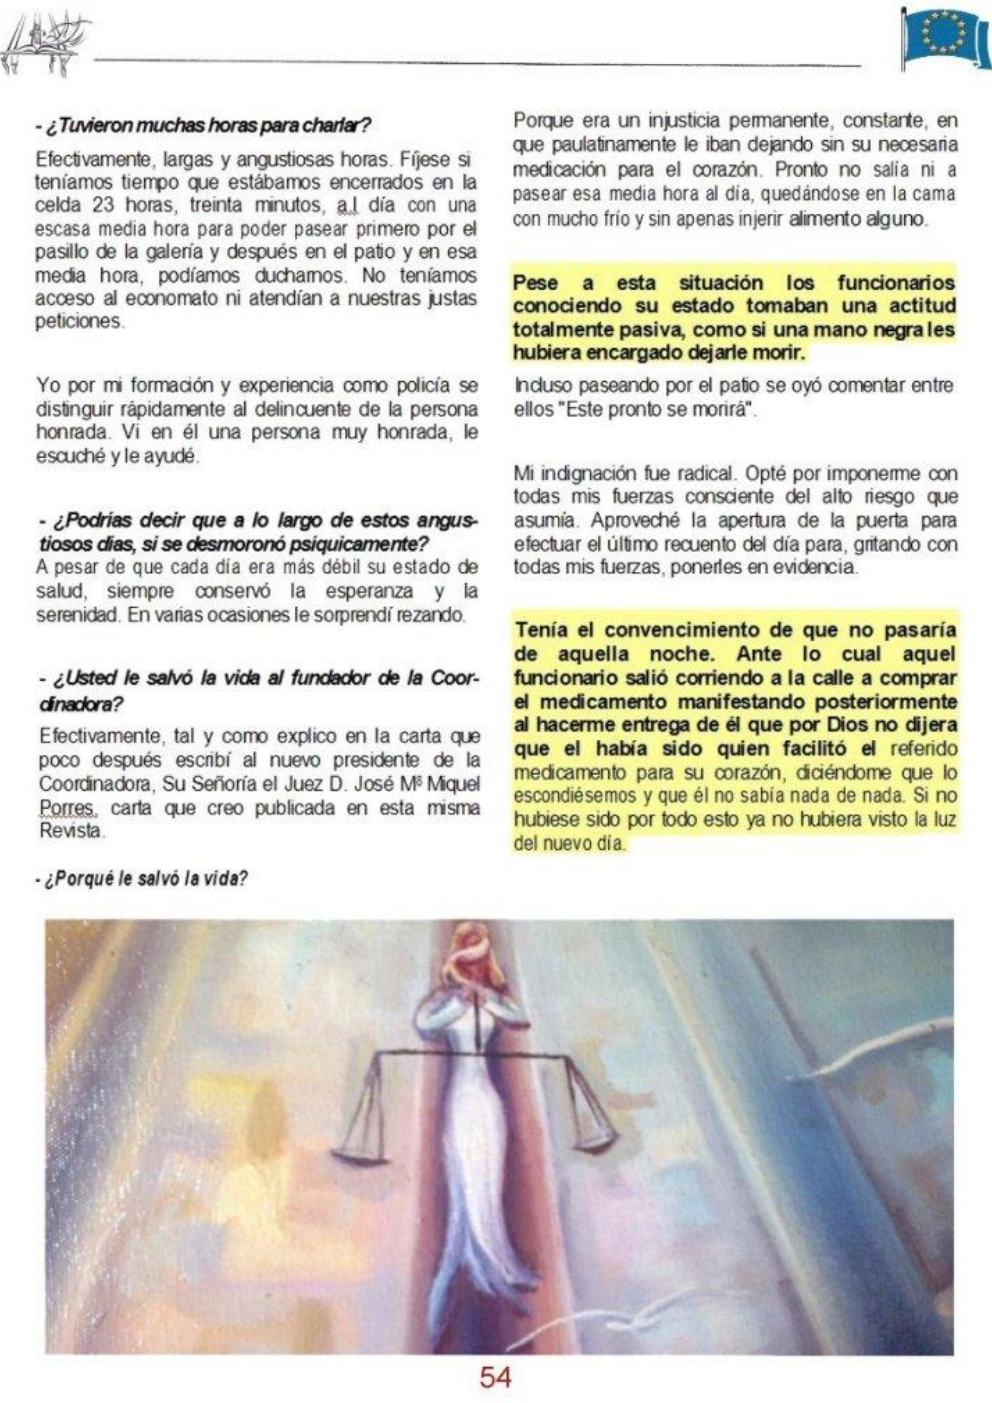 - ¿Tuvieron muchas horas para charlar?
Efectivamente, largas y angustiosas horas. Fíjese si
teníamos tiempo que estábamos encerrados en la
celda 23 horas, treinta minutos, a.l día con una
escasa media hora para poder pasear primero por el
pasillo de la galería y después en el patio y en esa
media hora, podíamos ducharnos. No teníamos
acceso al economato ni atendían a nuestras justas
peticiones.
Yo por mi formación y experiencia como policía se
distinguir rápidamente al delincuente de la persona
honrada. Vi en él una persona muy honrada, le
escuché y le ayudé.
- ¿Podrías decir que a lo largo de estos angus-
tiosos días, si se desmoronó psiquicamente?
A pesar de que cada día era más débil su estado de
salud, siempre conservó la esperanza y la
serenidad. En varias ocasiones le sorprendí rezando.
- ¿Usted le salvó la vida al fundador de la Coor-
dinadora?
Efectivamente, tal y como explico en la carta que
poco después escribí al nuevo presidente de la
Coordinadora, Su Señoría el Juez D. José Mª Miquel
Porres, carta que creo publicada en esta misma
Revista.
- ¿Porqué le salvó la vida?
Porque era un injusticia permanente, constante, en
que paulatinamente le iban dejando sin su necesaria
medicación para el corazón. Pronto no salía ni a
pasear esa media hora al día, quedándose en la cama
con mucho frío y sin apenas injerir alimento alguno.
Pese a esta situación los funcionarios
conociendo su estado tomaban una actitud
totalmente pasiva, como si una mano negra les
hubiera encargado dejarle morir.
Incluso paseando por el patio se oyó comentar entre
ellos "Este pronto se morirá".
Mi indignación fue radical. Opté por imponerme con
todas mis fuerzas consciente del alto riesgo que
asumía. Aproveché la apertura de la puerta para
efectuar el último recuento del día para, gritando con
todas mis fuerzas, ponerles en evidencia.
Tenía el convencimiento de que no pasaría
de aquella noche. Ante lo cual aquel
funcionario salió corriendo a la calle a comprar
el medicamento manifestando posteriormente
al hacerme entrega de él que por Dios no dijera
que el había sido quien facilitó el referido
medicamento para su corazón, diciéndome que lo
escondiésemos y que él no sabía nada de nada. Si no
hubiese sido por todo esto ya no hubiera visto la luz
del nuevo día.
54